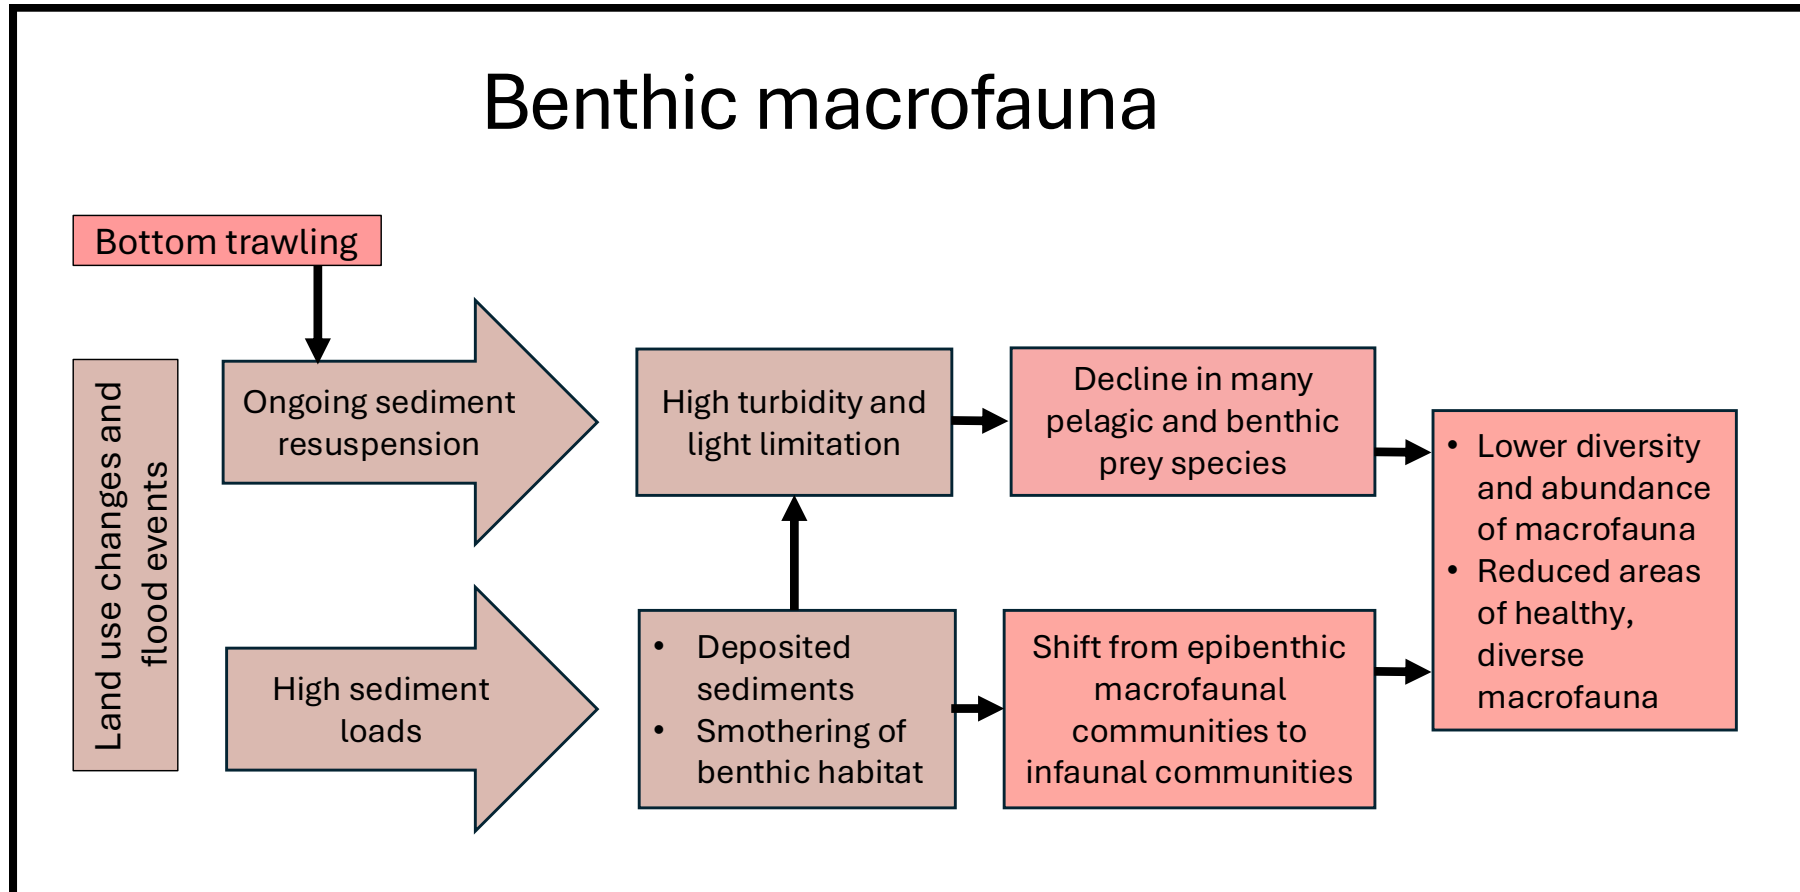 Benthic macrofauna
Bottom trawling
Land use changes and
flood events
Ongoing sediment
resuspension
High turbidity and
light limitation
Decline in many
pelagic and benthic
prey species
High sediment
loads
• Deposited
sediments
• Smothering of
benthic habitat
Shift from epibenthic
macrofaunal
communities to
infaunal communities
• Lower diversity
and abundance
of macrofauna
• Reduced areas
of healthy,
diverse
macrofauna